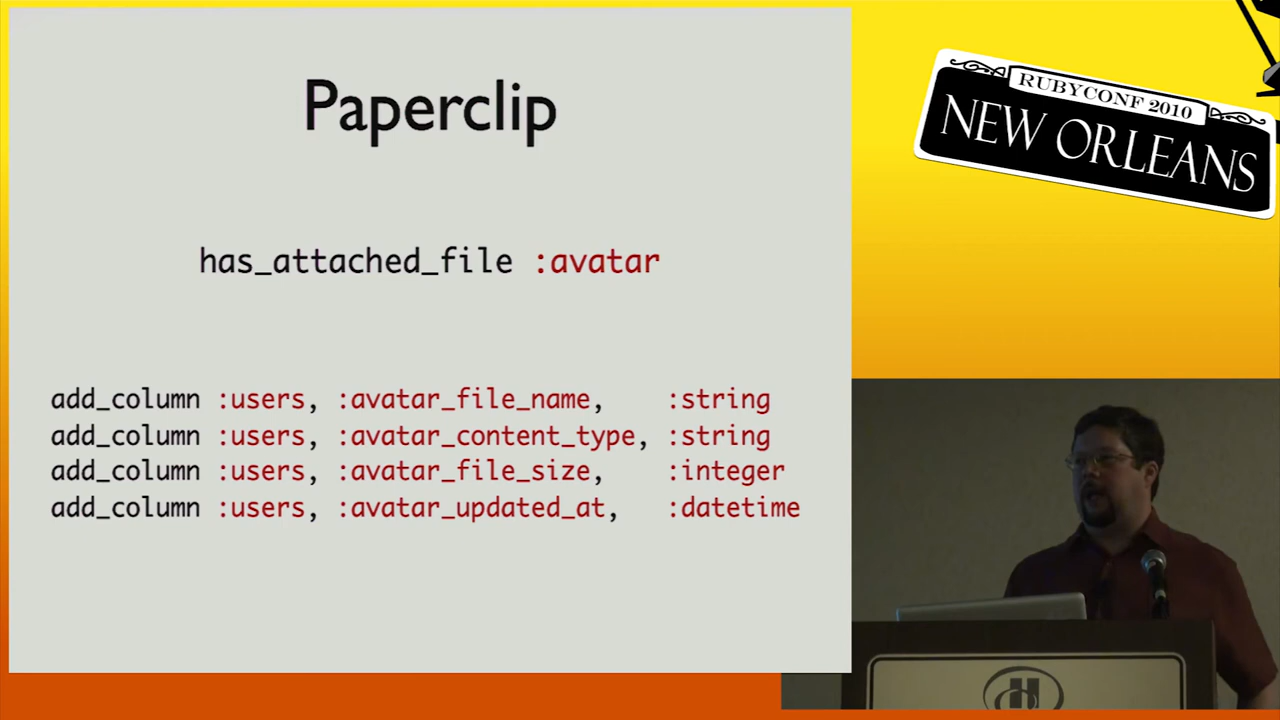 Paperclip
has_attached_file :avatar
add_column :users, :avatar_file_name, :string
add_column :users, :avatar_content_type, :string
add_column :users, :avatar_file_size, :integer
add_column :users, :avatar_updated_at, :datetime
RUBYCONF 2010
NEW ORLEANS